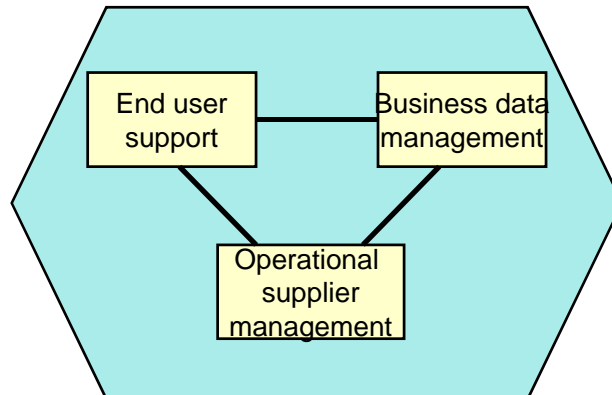 End user
support
Business data
management
Operational
supplier
management